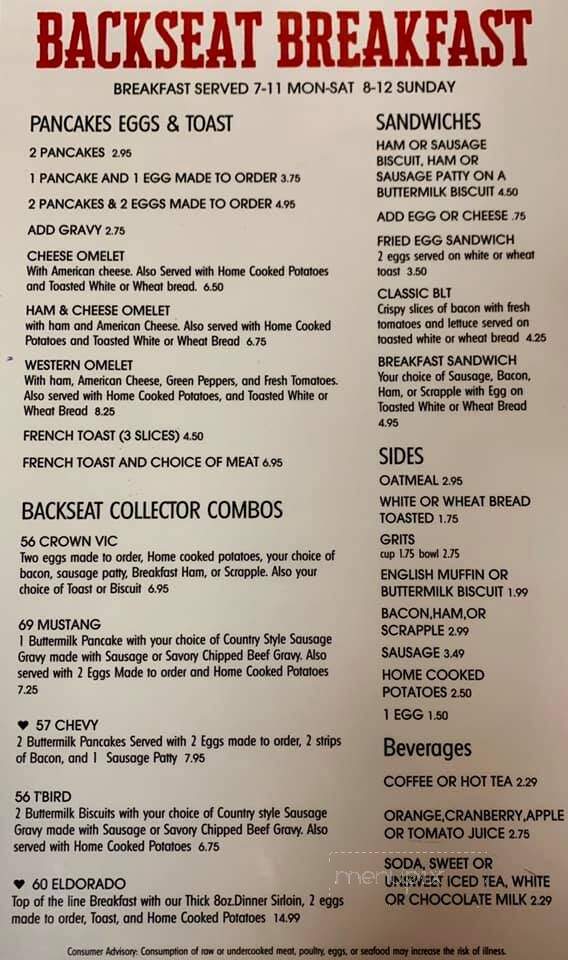 BACKSEAT BREAKFAST
BREAKFAST SERVED 7-11 MON-SAT 8-12 SUNDAY
PANCAKES EGGS & TOAST
2 PANCAKES 2.95
1 PANCAKE AND 1 EGG MADE TO ORDER 3.75
2 PANCAKES & 2 EGGS MADE TO ORDER 4.95
ADD GRAVY 2.75
CHEESE OMELET
With American cheese. Also Served with Home Cooked Potatoes
and Toasted White or Wheat bread. 6.50
HAM & CHEESE OMELET
with ham and American Cheese. Also served with Home Cooked
Potatoes and Toasted White or Wheat Bread 6.75
WESTERN OMELET
With ham, American Cheese, Green Peppers, and Fresh Tomatoes.
Also served with Home Cooked Potatoes, and Toasted White or
Wheat Bread 8.25
FRENCH TOAST (3 SLICES) 4.50
FRENCH TOAST AND CHOICE OF MEAT 6.95
BACKSEAT COLLECTOR COMBOS
56 CROWN VIC
Two eggs made to order, Home cooked potatoes, your choice of
bacon, sausage patty, Breakfast Ham, or Scrapple. Also your
choice of Toast or Biscuit 6.95
69 MUSTANG
1 Buttermilk Pancake with your choice of Country Style Sausage
Gravy made with Sausage or Savory Chipped Beef Gravy. Also
served with 2 Eggs Made to order and Home Cooked Potatoes
7.25
♥ 57 CHEVY
2 Buttermilk Pancakes Served with 2 Eggs made to order, 2 strips
of Bacon, and 1 Sausage Patty 7.95
56 T'BIRD
2 Buttermilk Biscuits with your choice of Country style Sausage
Gravy made with Sausage or Savory Chipped Beef Gravy. Also
served with Home Cooked Potatoes 6.75
♥ 60 ELDORADO
Top of the line Breakfast with our Thick 8oz.Dinner Sirloin, 2 eggs
made to order, Toast, and Home Cooked Potatoes 14.99
SANDWICHES
HAM OR SAUSAGE
BISCUIT, HAM OR
SAUSAGE PATTY ON A
BUTTERMILK BISCUIT 4.50
ADD EGG OR CHEESE .75
FRIED EGG SANDWICH
2 eggs served on white or wheat
toast 3.50
CLASSIC BLT
Crispy slices of bacon with fresh
tomatoes and lettuce served on
toasted white or wheat bread 4.25
BREAKFAST SANDWICH
Your choice of Sausage, Bacon,
Ham, or Scrapple with Egg on
Toasted White or Wheat Bread
4.95
SIDES
OATMEAL 2.95
WHITE OR WHEAT BREAD
TOASTED 1.75
GRITS
cup 1.75 bowl 2.75
ENGLISH MUFFIN OR
BUTTERMILK BISCUIT 1.99
BACON,HAM,OR
SCRAPPLE 2.99
SAUSAGE 3.49
HOME COOKED
POTATOES 2.50
1 EGG 1.50
Beverages
COFFEE OR HOT TEA 2.29
ORANGE,CRANBERRY,APPLE
OR TOMATO JUICE 2.75
SODA, SWEET OR
UNSWEET ICED TEA, WHITE
OR CHOCOLATE MILK 2.29
menupix
Consumer Advisory: Consumption of raw or undercooked meat, poultry, eggs, or seafood may increase the risk of illness.